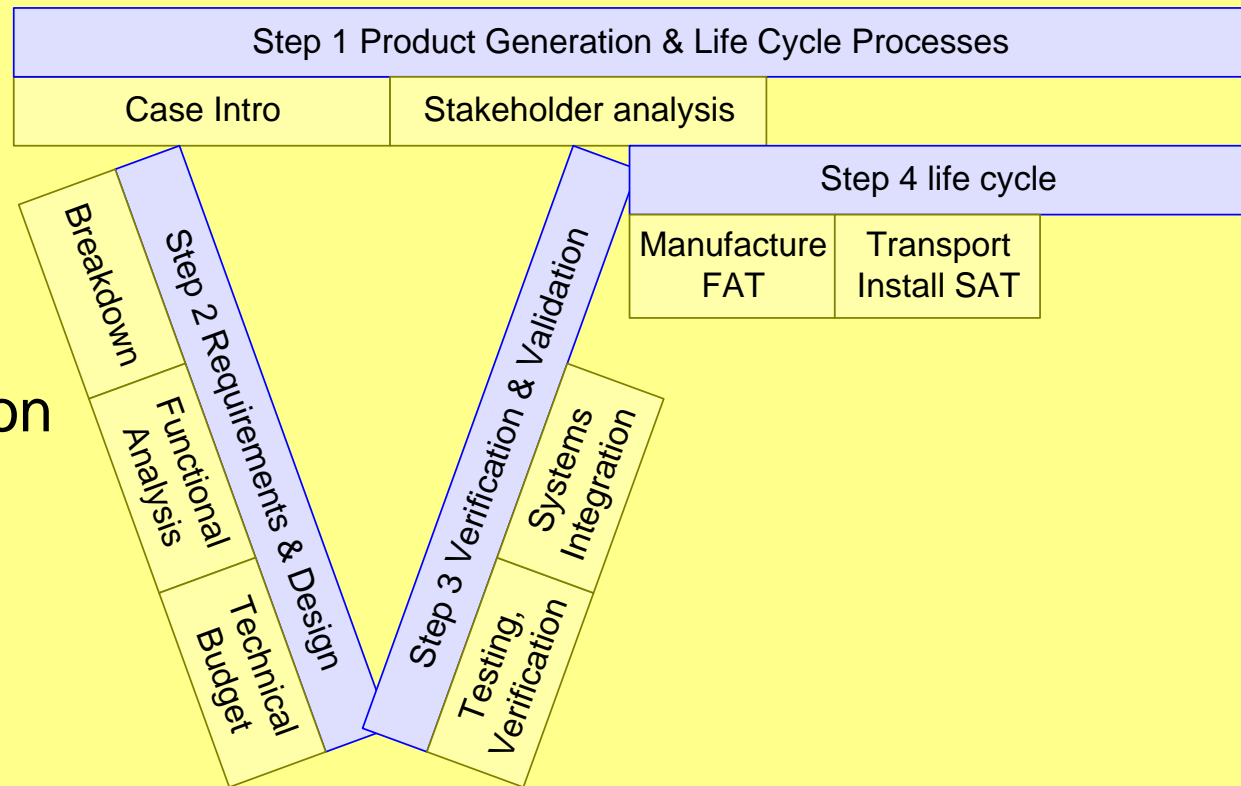 Step 1 Product Generation & Life Cycle Processes
Case Intro
Stakeholder analysis
Step 4 life cycle
Manufacture
FAT
Transport
Install SAT
Breakdown
Functional
Analysis
Technical
Budget
Step 2 Requirements & Design
Step 3 Verification & Validation
Systems
Integration
Testing,
Verification
on